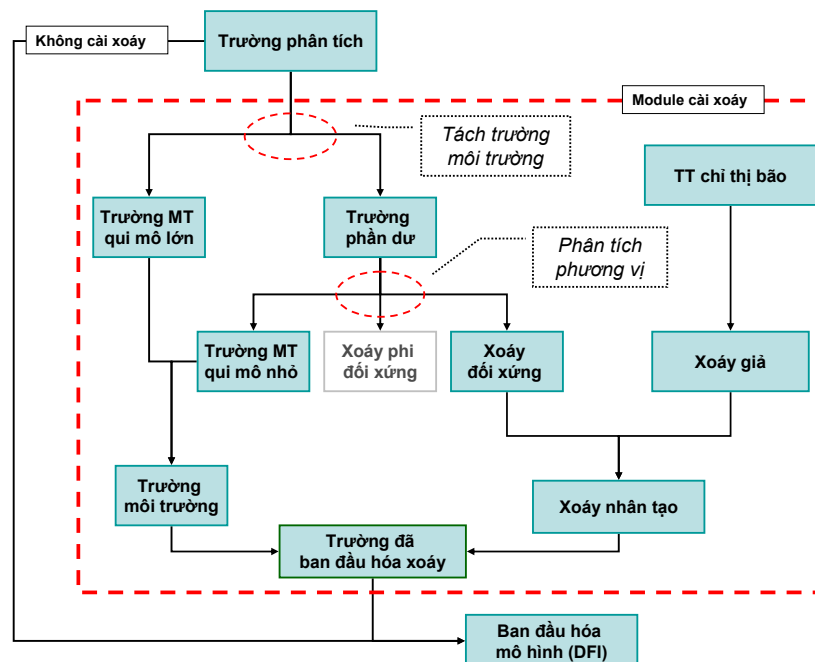 Không cài xoáy
Trường phân tích
Module cài xoáy
Tách trường
môi trường
TT chỉ thị bão
Trường MT
qui mô lớn
Trường
phần dư
Phân tích
phương vị
Trường MT
qui mô nhỏ
Xoáy phi
đối xứng
Xoáy
đối xứng
Xoáy giả
Trường
môi trường
Xoáy nhân tạo
Trường đã
ban đầu hóa xoáy
Ban đầu hóa
mô hình (DFI)